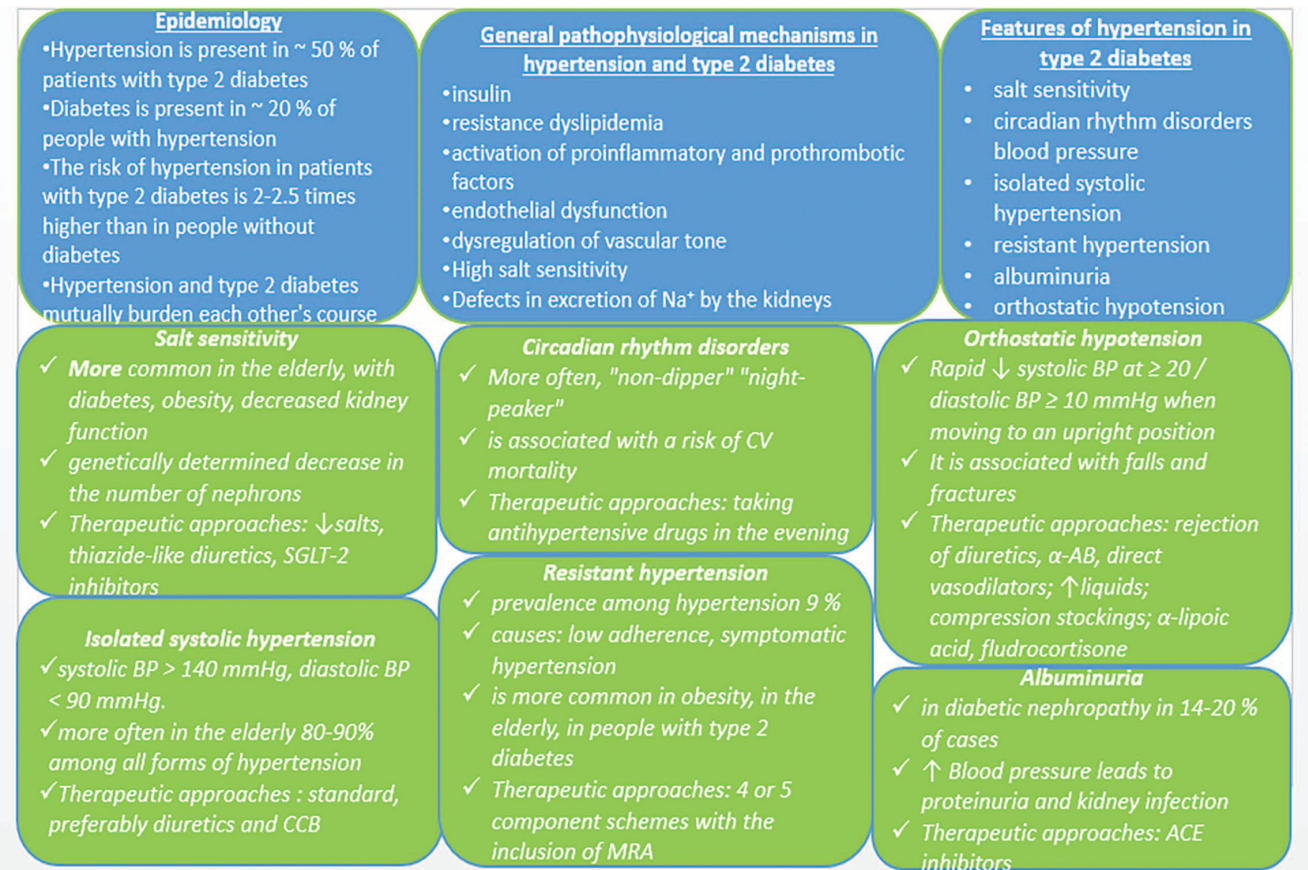 Epidemiology
•Hypertension is present in ~ 50 % of
patients with type 2 diabetes
•Diabetes is present in ~ 20 % of
people with hypertension
•The risk of hypertension in patients
with type 2 diabetes is 2-2.5 times
higher than in people without
diabetes
•Hypertension and type 2 diabetes
mutually burden each other's course
General pathophysiological mechanisms in
hypertension and type 2 diabetes
•insulin
•resistance dyslipidemia
•activation of proinflammatory and prothrombotic
factors
•endothelial dysfunction
•dysregulation of vascular tone
•High salt sensitivity
•Defects in excretion of Na⁺ by the kidneys
Features of hypertension in
type 2 diabetes
• salt sensitivity
• circadian rhythm disorders
blood pressure
• isolated systolic
hypertension
• resistant hypertension
• albuminuria
• orthostatic hypotension
Salt sensitivity
✓ More common in the elderly, with
diabetes, obesity, decreased kidney
function
✓ genetically determined decrease in
the number of nephrons
✓ Therapeutic approaches: ↓salts,
thiazide-like diuretics, SGLT-2
inhibitors
Circadian rhythm disorders
✓ More often, "non-dipper" "night-
peaker"
✓ is associated with a risk of CV
mortality
✓ Therapeutic approaches: taking
antihypertensive drugs in the evening
Orthostatic hypotension
✓ Rapid ↓ systolic BP at ≥ 20 /
diastolic BP ≥ 10 mmHg when
moving to an upright position
✓ It is associated with falls and
fractures
✓ Therapeutic approaches: rejection
of diuretics, α-AB, direct
vasodilators; ↑liquids;
compression stockings; α-lipoic
acid, fludrocortisone
Isolated systolic hypertension
✓systolic BP > 140 mmHg, diastolic BP
< 90 mmHg.
✓more often in the elderly 80-90%
among all forms of hypertension
✓Therapeutic approaches : standard,
preferably diuretics and CCB
Resistant hypertension
✓ prevalence among hypertension 9 %
✓ causes: low adherence, symptomatic
hypertension
✓ is more common in obesity, in the
elderly, in people with type 2
diabetes
✓ Therapeutic approaches: 4 or 5
component schemes with the
inclusion of MRA
Albuminuria
✓ in diabetic nephropathy in 14-20 %
of cases
✓ ↑ Blood pressure leads to
proteinuria and kidney infection
✓ Therapeutic approaches: ACE
inhibitors